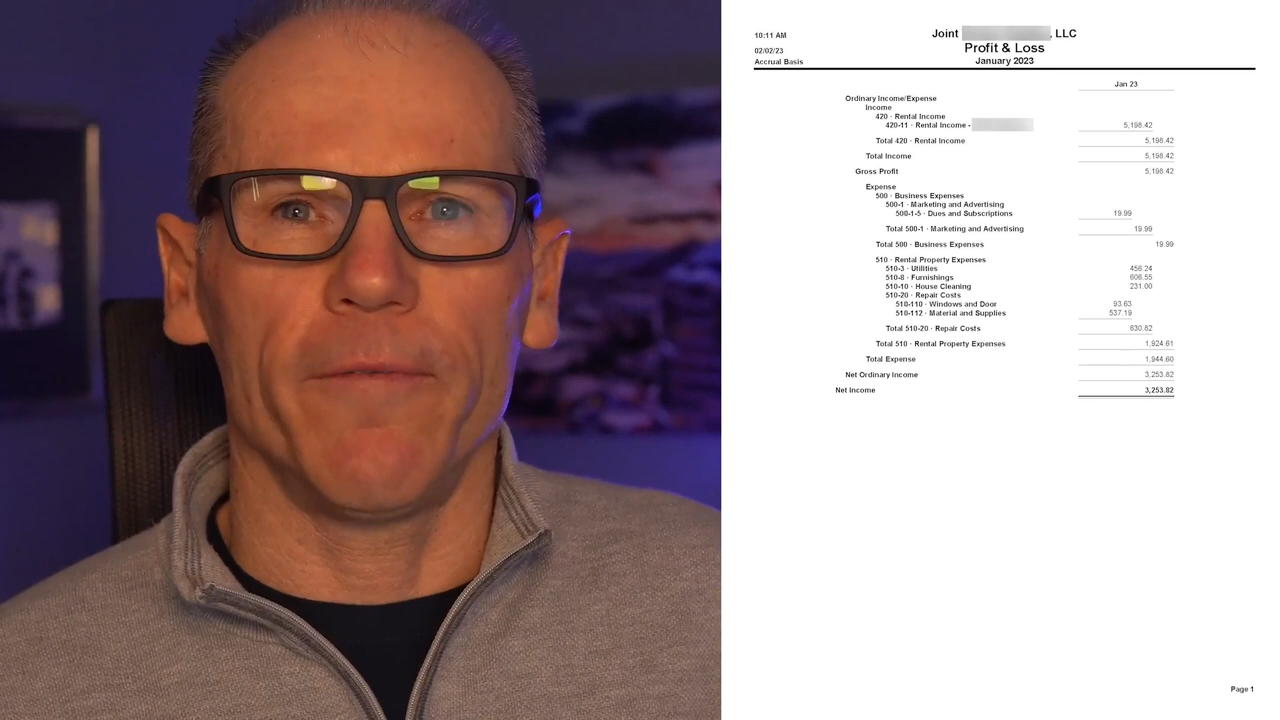 10:11 AM
02/02/23
Accrual Basis
Joint , LLC
Profit & Loss
January 2023
Jan 23
Ordinary Income/Expense
Income
420 · Rental Income
420-11 · Rental Income - 5,198.42
Total 420 · Rental Income 5,198.42
Total Income 5,198.42
Gross Profit 5,198.42
Expense
500 · Business Expenses
500-1 · Marketing and Advertising
500-1-5 · Dues and Subscriptions 19.99
Total 500-1 · Marketing and Advertising 19.99
Total 500 · Business Expenses 19.99
510 · Rental Property Expenses
510-3 · Utilities 456.24
510-8 · Furnishings 606.55
510-10 · House Cleaning 231.00
510-20 · Repair Costs
510-110 · Windows and Door 93.63
510-112 · Material and Supplies 537.19
Total 510-20 · Repair Costs 630.82
Total 510 · Rental Property Expenses 1,924.61
Total Expense 1,944.60
Net Ordinary Income 3,253.82
Net Income 3,253.82
Page 1